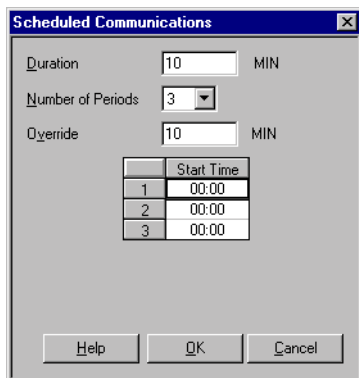 Scheduled Communications
Duration 10 MIN
Number of Periods 3
Override 10 MIN
Start Time
1 00:00
2 00:00
3 00:00
Help OK Cancel